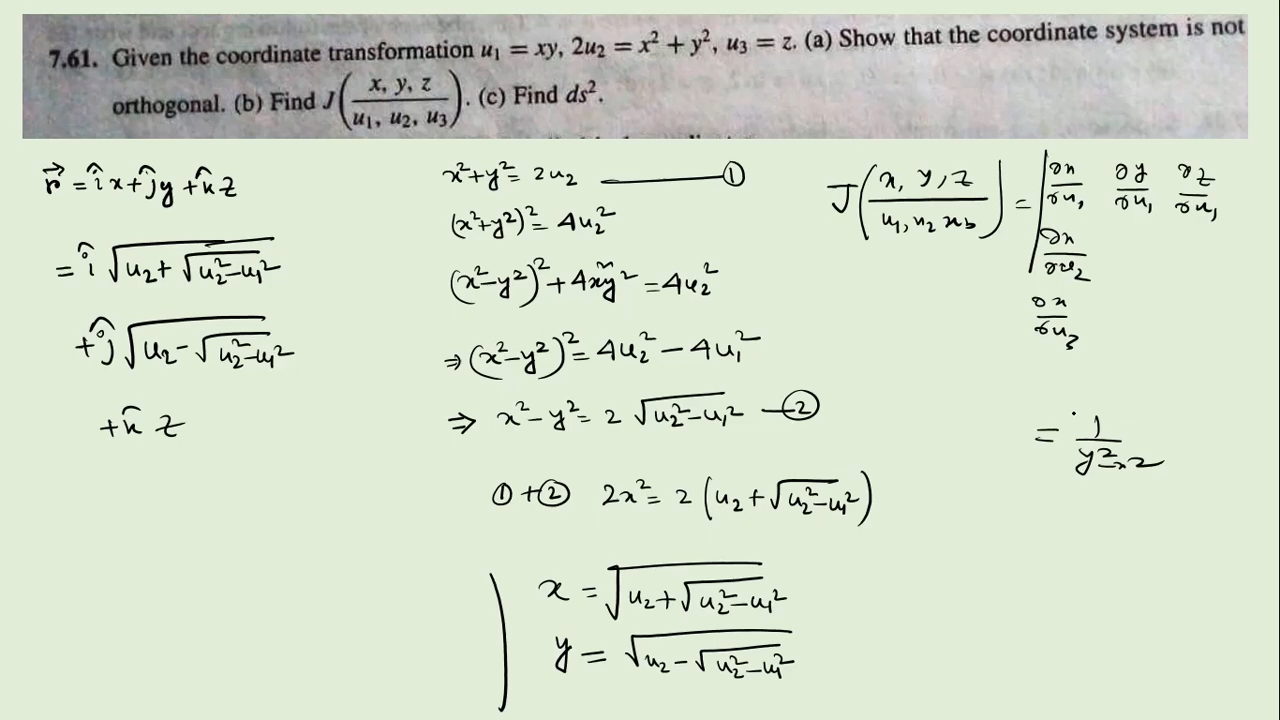 7.61. Given the coordinate transformation u₁ = xy, 2u₂ = x² + y², u₃ = z. (a) Show that the coordinate system is not
orthogonal. (b) Find J(x, y, z / u₁, u₂, u₃). (c) Find ds².
r⃗ = îx + ĵy + k̂z
= î √(u₂ + √(u₂² − u₁²))
+ ĵ √(u₂ − √(u₂² − u₁²))
+ k̂ z
x² + y² = 2u₂ ——— ①
(x² + y²)² = 4u₂²
(x² − y²)² + 4x²y² = 4u₂²
⇒ (x² − y²)² = 4u₂² − 4u₁²
⇒ x² − y² = 2 √(u₂² − u₁²) — ②
① + ② 2x² = 2 (u₂ + √(u₂² − u₁²))
x = √(u₂ + √(u₂² − u₁²))
y = √(u₂ − √(u₂² − u₁²))
J(x, y, z / u₁, u₂ u₃) = | ∂x/∂u₁ ∂y/∂u₁ ∂z/∂u₁
∂x/∂u₂
∂x/∂u₃
= 1/(y² − x²)